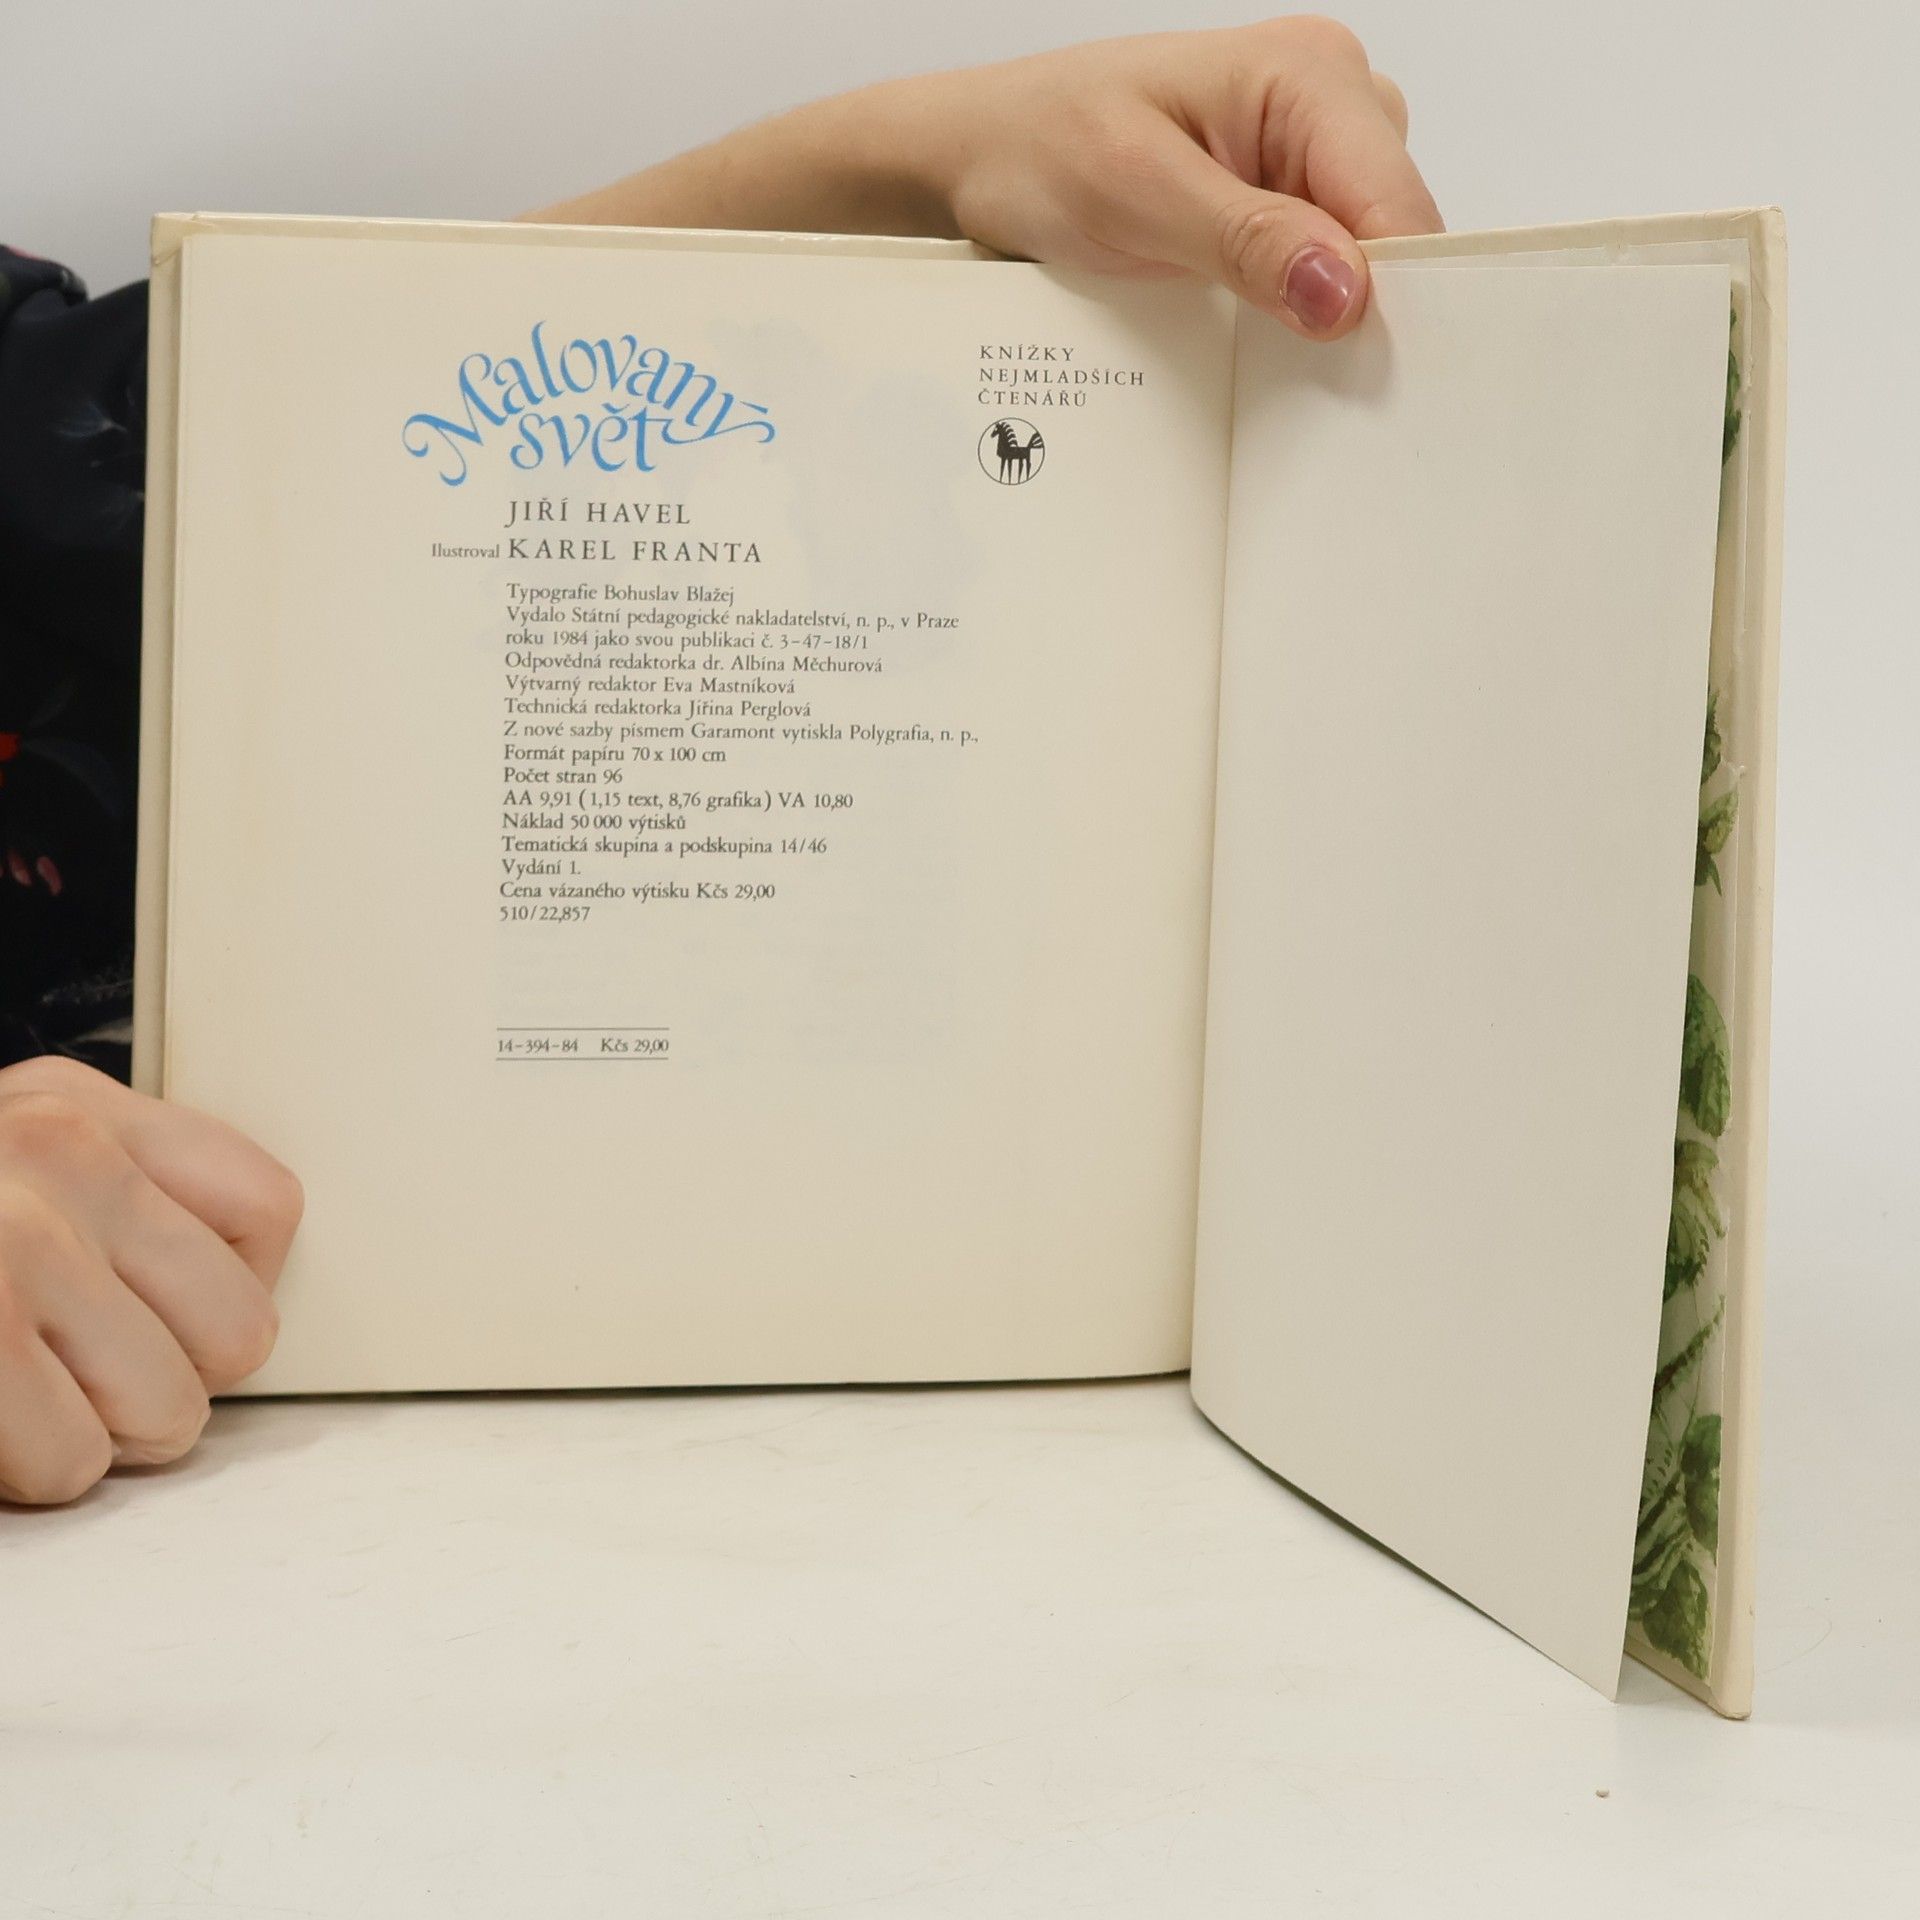 Malovaný
svět
JIŘÍ HAVEL
Ilustroval KAREL FRANTA
Typografie Bohuslav Blažej
Vydalo Státní pedagogické nakladatelství, n. p., v Praze
roku 1984 jako svou publikaci č. 3-47-18/1
Odpovědná redaktorka dr. Albína Měchurová
Výtvarný redaktor Eva Mastníková
Technická redaktorka Jiřina Perglová
Z nové sazby písmem Garamont vytiskla Polygrafia, n. p.,
Formát papíru 70 x 100 cm
Počet stran 96
AA 9,91 (1,15 text, 8,76 grafika) VA 10,80
Náklad 50 000 výtisků
Tematická skupina a podskupina 14/46
Vydání 1.
Cena vázaného výtisku Kčs 29,00
510/22,857
14-394-84 Kčs 29,00
KNÍŽKY
NEJMLADŠÍCH
ČTENÁŘŮ